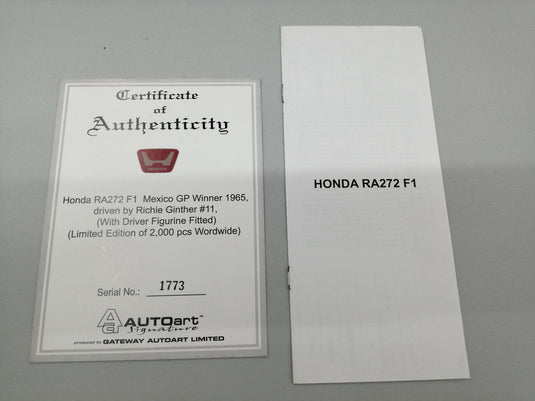 Certificate
of
Authenticity
HONDA
Honda RA272 F1 Mexico GP Winner 1965,
driven by Richie Ginther #11,
(With Driver Figurine Fitted)
(Limited Edition of 2,000 pcs Wordwide)
Serial No.: 1773
AA AUTOart™
Signature
produced by GATEWAY AUTOART LIMITED
HONDA RA272 F1